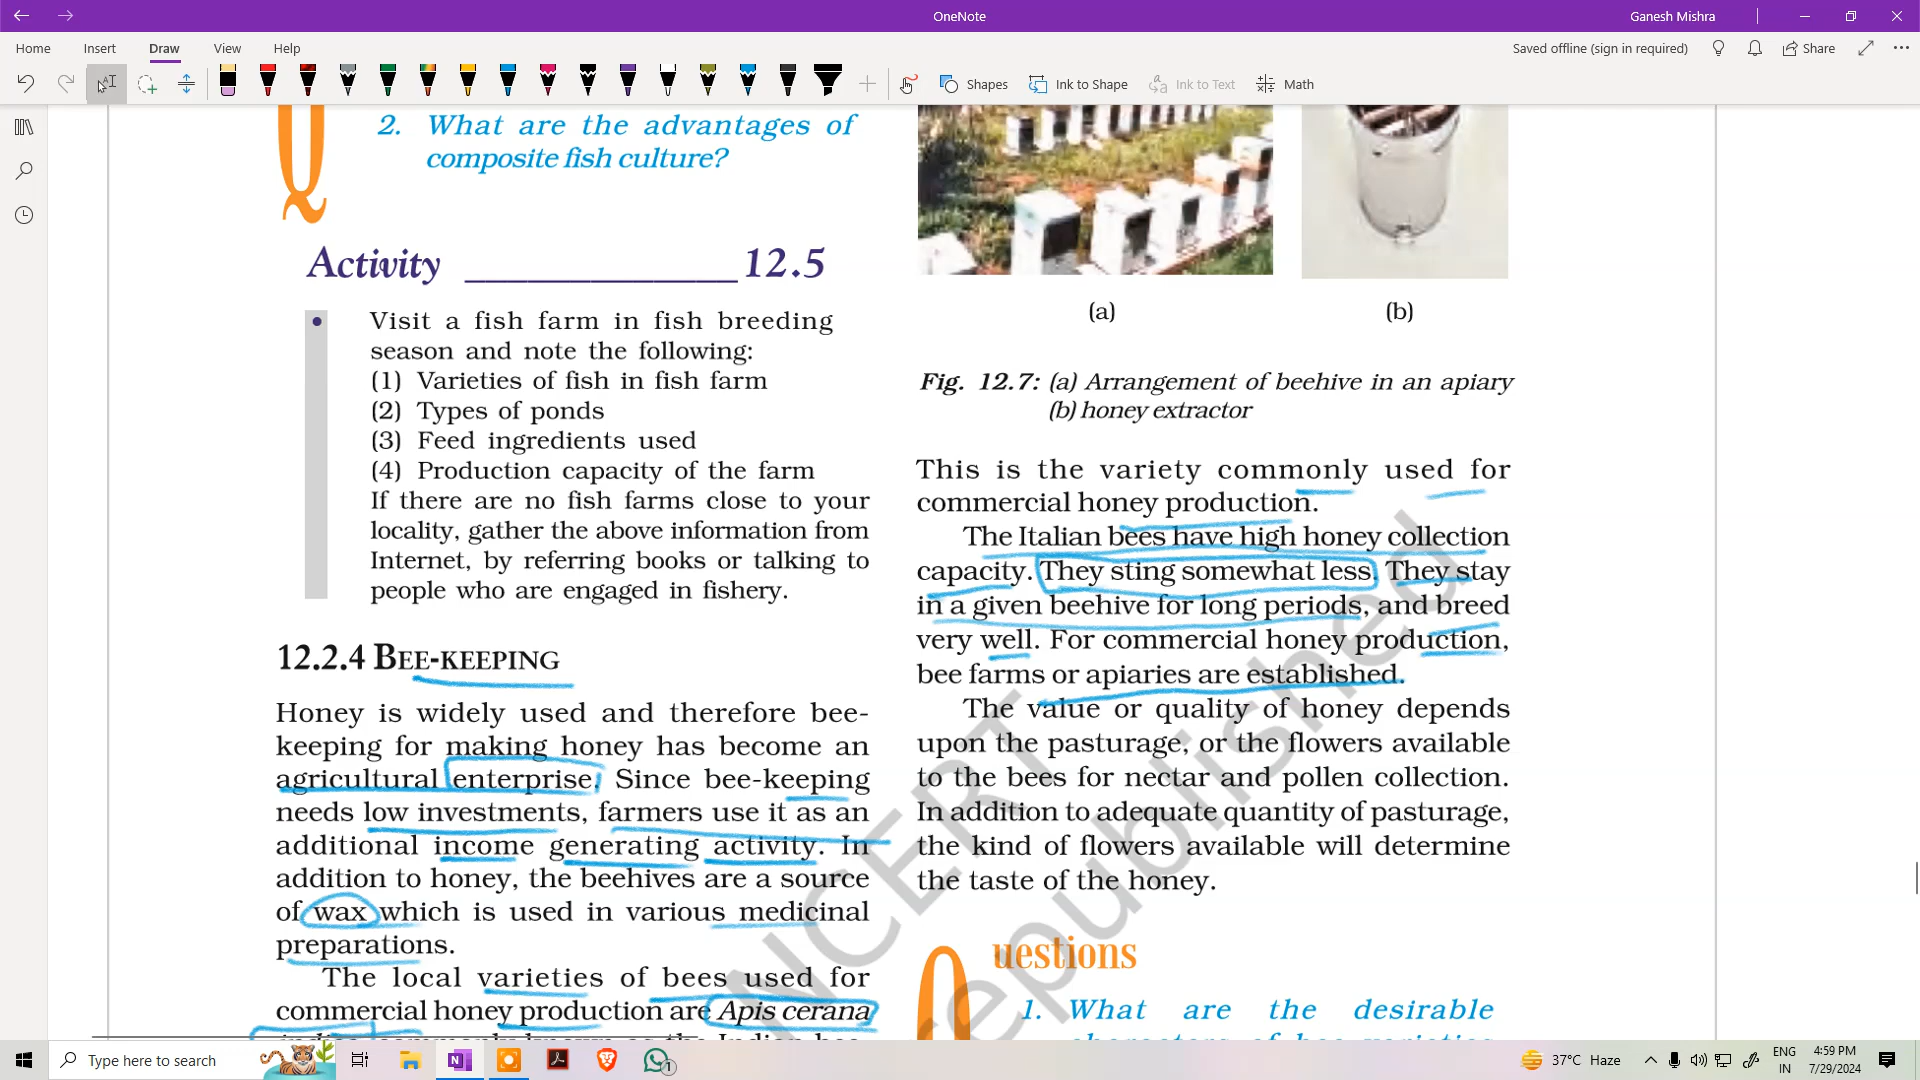 OneNote
Ganesh Mishra
Home Insert Draw View Help
Saved offline (sign in required)
Share
Shapes
Ink to Shape
Ink to Text
Math
2. What are the advantages of
composite fish culture?
Activity ______________ 12.5
• Visit a fish farm in fish breeding
season and note the following:
(1) Varieties of fish in fish farm
(2) Types of ponds
(3) Feed ingredients used
(4) Production capacity of the farm
If there are no fish farms close to your
locality, gather the above information from
Internet, by referring books or talking to
people who are engaged in fishery.
12.2.4 BEE-KEEPING
Honey is widely used and therefore bee-
keeping for making honey has become an
agricultural enterprise. Since bee-keeping
needs low investments, farmers use it as an
additional income generating activity. In
addition to honey, the beehives are a source
of wax which is used in various medicinal
preparations.
The local varieties of bees used for
commercial honey production are Apis cerana
(a) (b)
Fig. 12.7: (a) Arrangement of beehive in an apiary
(b) honey extractor
This is the variety commonly used for
commercial honey production.
The Italian bees have high honey collection
capacity. They sting somewhat less. They stay
in a given beehive for long periods, and breed
very well. For commercial honey production,
bee farms or apiaries are established.
The value or quality of honey depends
upon the pasturage, or the flowers available
to the bees for nectar and pollen collection.
In addition to adequate quantity of pasturage,
the kind of flowers available will determine
the taste of the honey.
Questions
1. What are the desirable
NCERT
republished
Type here to search
37°C Haze
ENG
IN
4:59 PM
7/29/2024